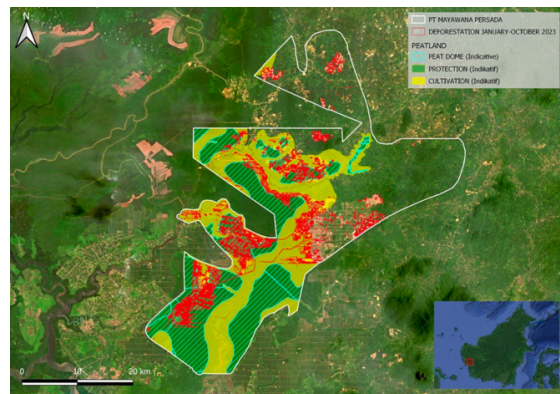 N
PT MAYAWANA PERSADA
DEFORESTATION JANUARY-OCTOBER 2023
PEATLAND
PEAT DOME (Indicative)
PROTECTION (Indikatif)
CULTIVATION (Indikatif)
0 10 20 km